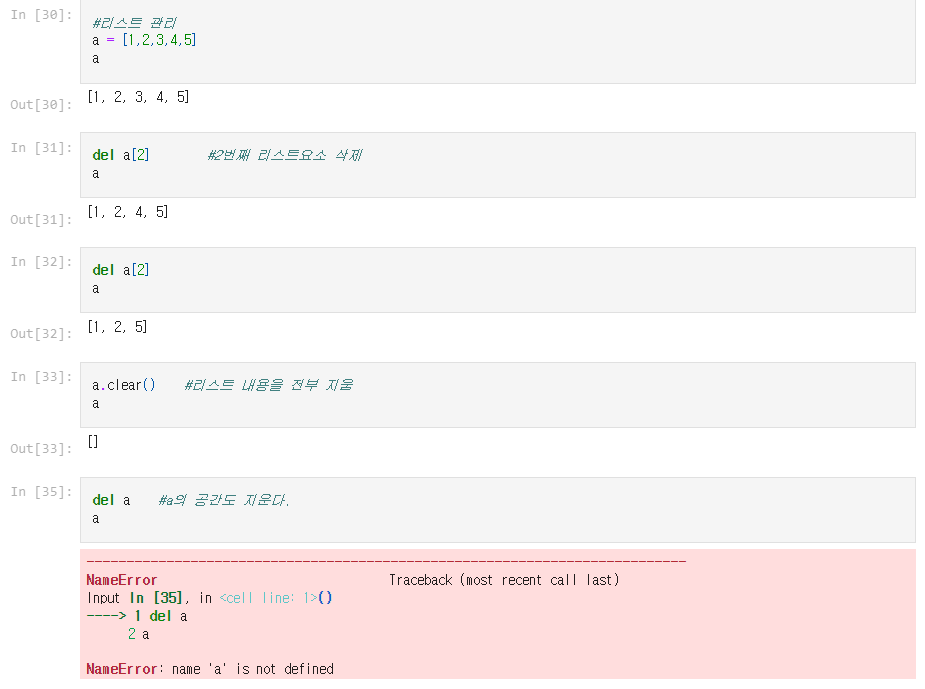 In [30]:
#리스트 관리
a = [1,2,3,4,5]
a
Out[30]:
[1, 2, 3, 4, 5]
In [31]:
del a[2] #2번째 리스트요소 삭제
a
Out[31]:
[1, 2, 4, 5]
In [32]:
del a[2]
a
Out[32]:
[1, 2, 5]
In [33]:
a.clear() #리스트 내용을 전부 지움
a
Out[33]:
[]
In [35]:
del a #a의 공간도 지운다.
a
---------------------------------------------------------------------------
NameError Traceback (most recent call last)
Input In [35], in <cell line: 1>()
----> 1 del a
2 a
NameError: name 'a' is not defined